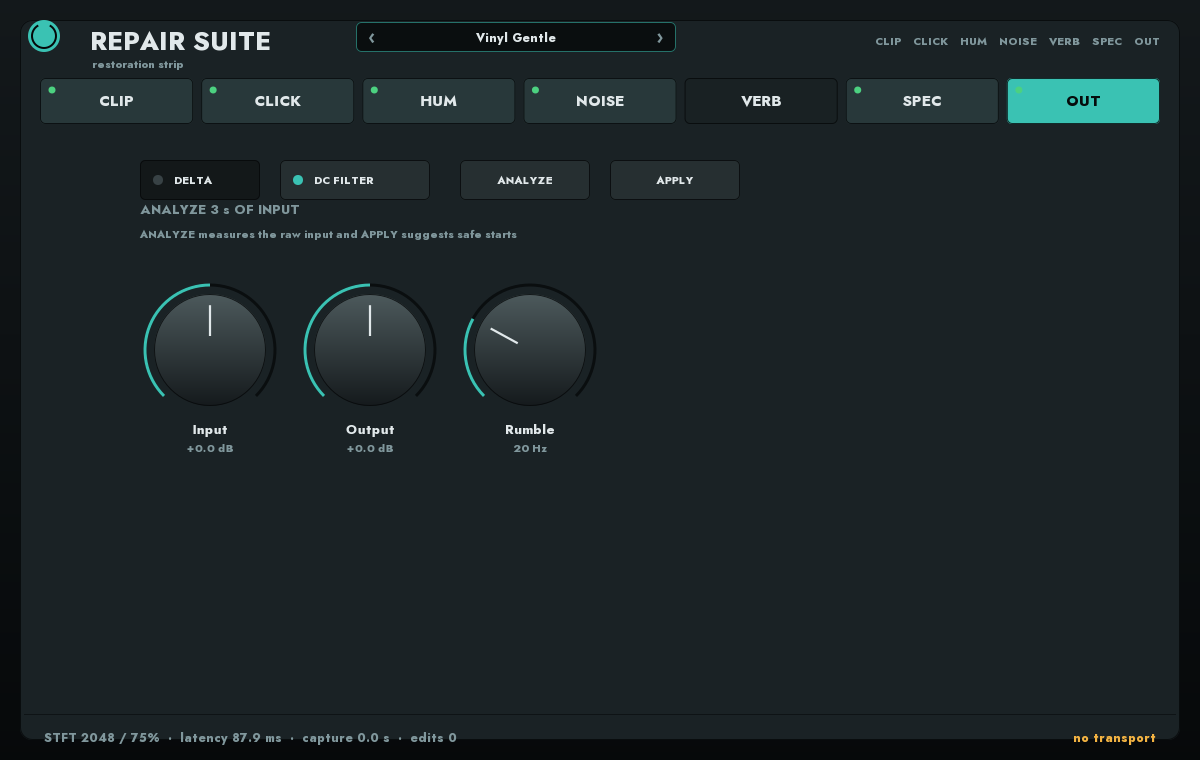 REPAIR SUITE
restoration strip
‹ Vinyl Gentle ›
CLIP CLICK HUM NOISE VERB SPEC OUT
CLIP CLICK HUM NOISE VERB SPEC OUT
DELTA DC FILTER ANALYZE APPLY
ANALYZE 3 s OF INPUT
ANALYZE measures the raw input and APPLY suggests safe starts
Input Output Rumble
+0.0 dB +0.0 dB 20 Hz
STFT 2048 / 75% · latency 87.9 ms · capture 0.0 s · edits 0
no transport